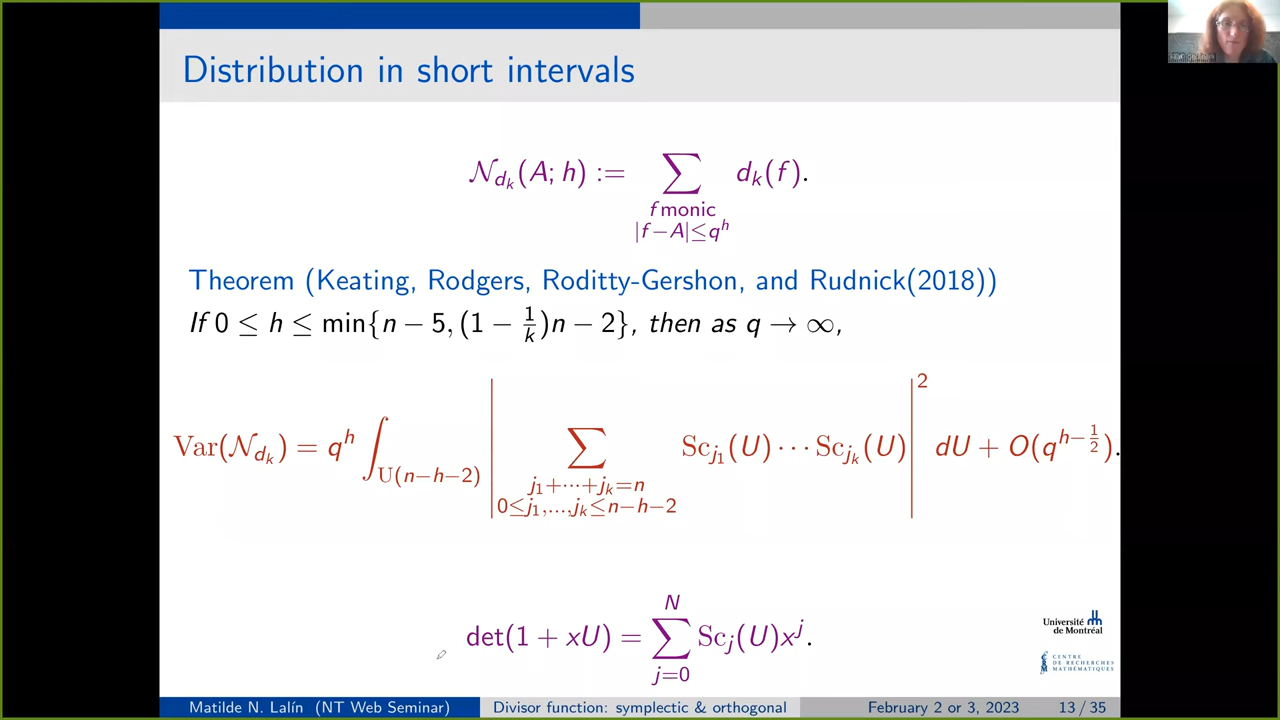 Distribution in short intervals
𝒩_{d_k}(A; h) := ∑_{f monic, |f−A|≤q^h} d_k(f).
Theorem (Keating, Rodgers, Roditty-Gershon, and Rudnick(2018))
If 0 ≤ h ≤ min{n − 5, (1 − 1/k)n − 2}, then as q → ∞,
Var(𝒩_{d_k}) = q^h ∫_{U(n−h−2)} |∑_{j_1+···+j_k=n, 0≤j_1,...,j_k≤n−h−2} Sc_{j_1}(U) ··· Sc_{j_k}(U)|^2 dU + O(q^{h−1/2}).
det(1 + xU) = ∑_{j=0}^{N} Sc_j(U)x^j.
Université
de Montréal
CENTRE
DE RECHERCHES
MATHÉMATIQUES
Matilde N. Lalín (NT Web Seminar) Divisor function: symplectic & orthogonal February 2 or 3, 2023 13 / 35